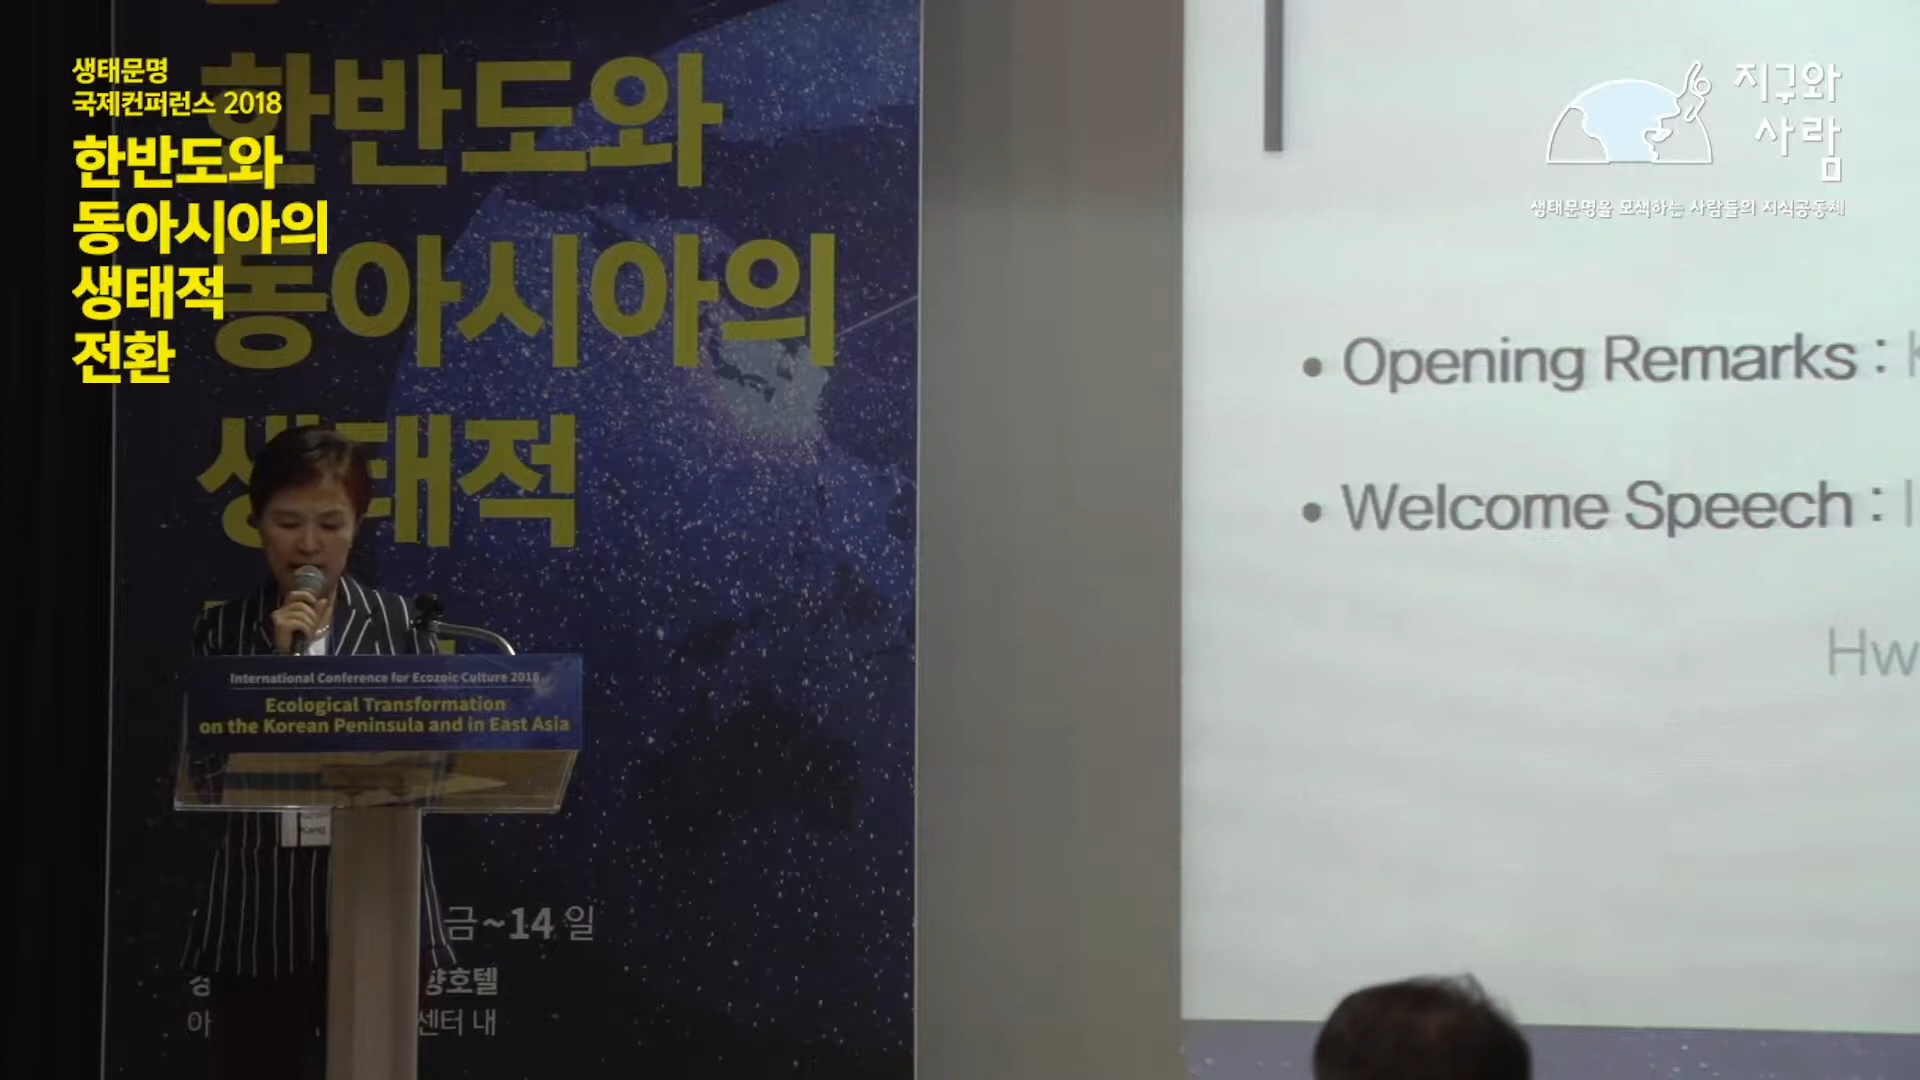 생태문명
국제컨퍼런스 2018
한반도와
동아시아의
생태적
전환
한반도와
동아시아의
생태적
금~14 일
향호텔
센터 내
International Conference for Ecozoic Culture 2018
Ecological Transformation
on the Korean Peninsula and in East Asia
Kang
지구와
사람
생태문명을 모색하는 사람들의 지식공동체
• Opening Remarks :
• Welcome Speech :
Hw